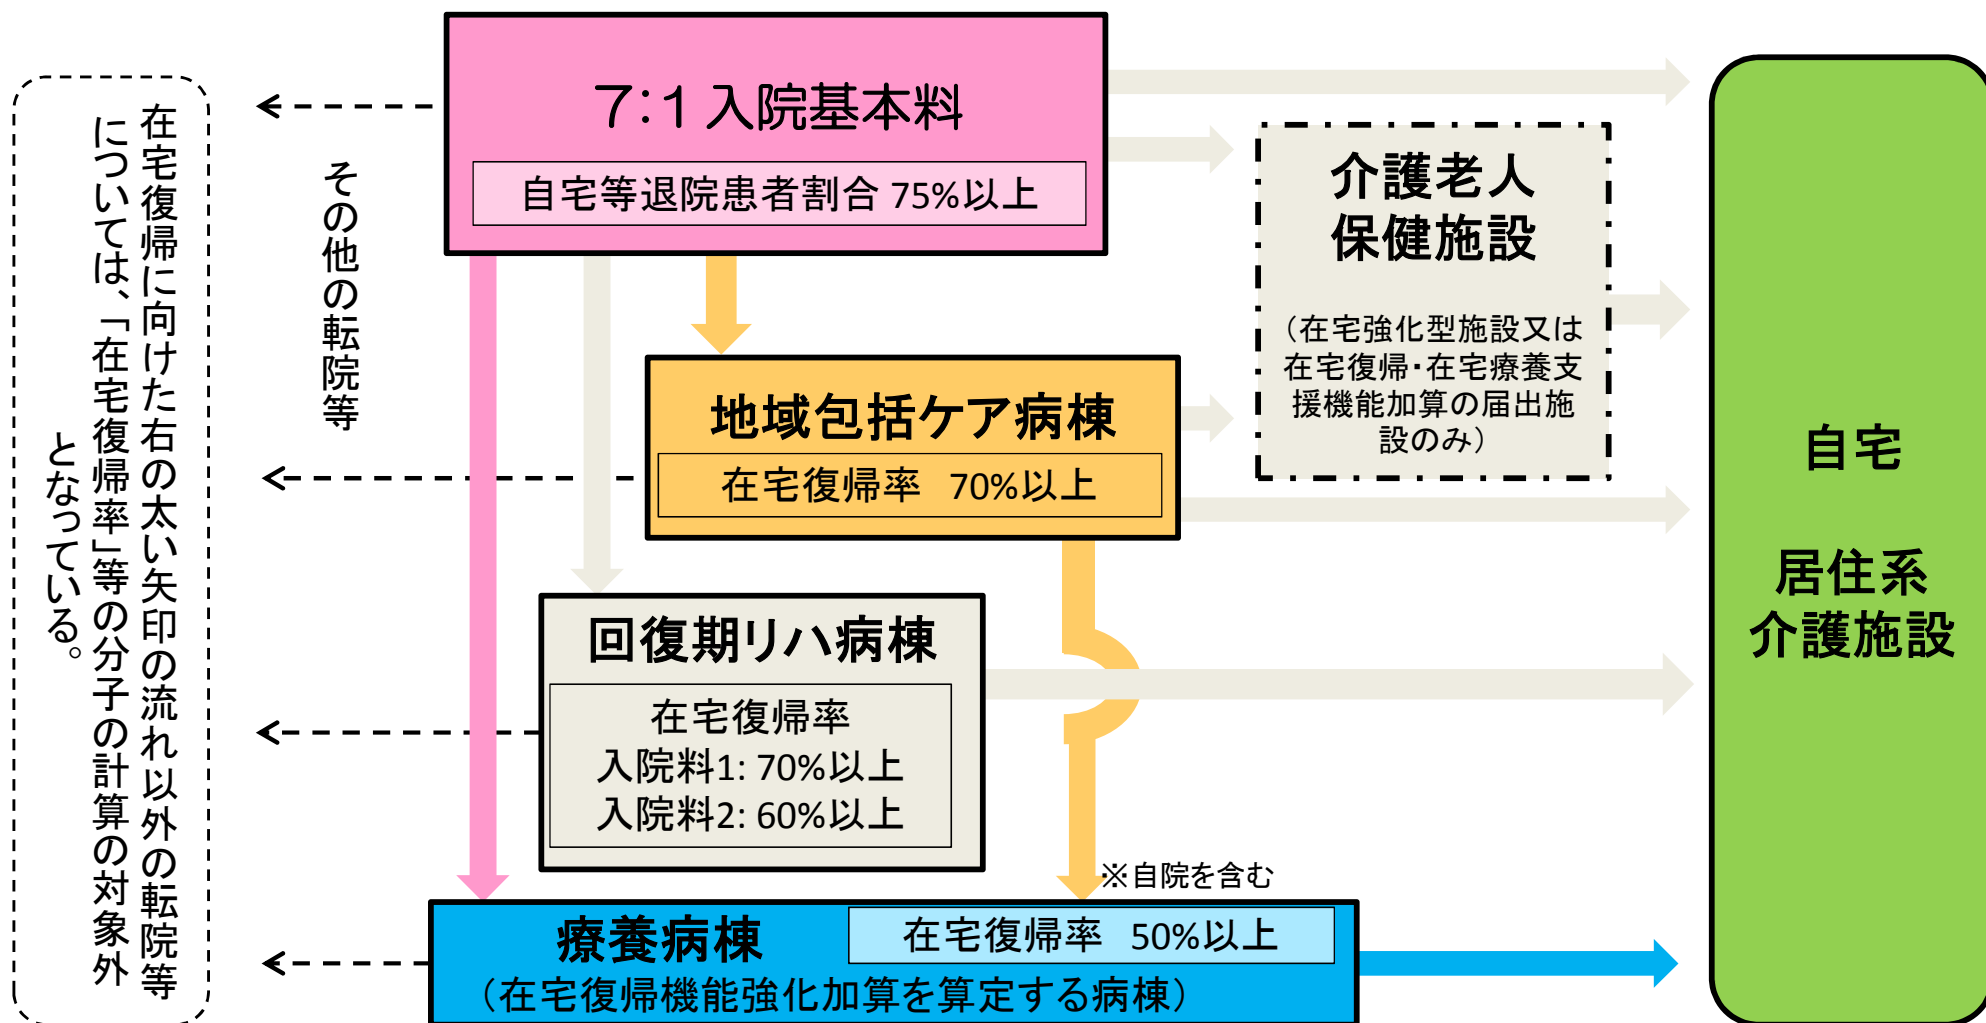 7:1入院基本料
自宅等退院患者割合 75%以上
その他の転院等
在宅復帰に向けた右の太い矢印の流れ以外の転院等
については、「在宅復帰率」等の分子の計算の対象外
となっている。
介護老人
保健施設
(在宅強化型施設又は
在宅復帰・在宅療養支
援機能加算の届出施
設のみ)
地域包括ケア病棟
在宅復帰率 70%以上
回復期リハ病棟
在宅復帰率
入院料1: 70%以上
入院料2: 60%以上
※自院を含む
療養病棟
在宅復帰率 50%以上
(在宅復帰機能強化加算を算定する病棟)
自宅
居住系
介護施設